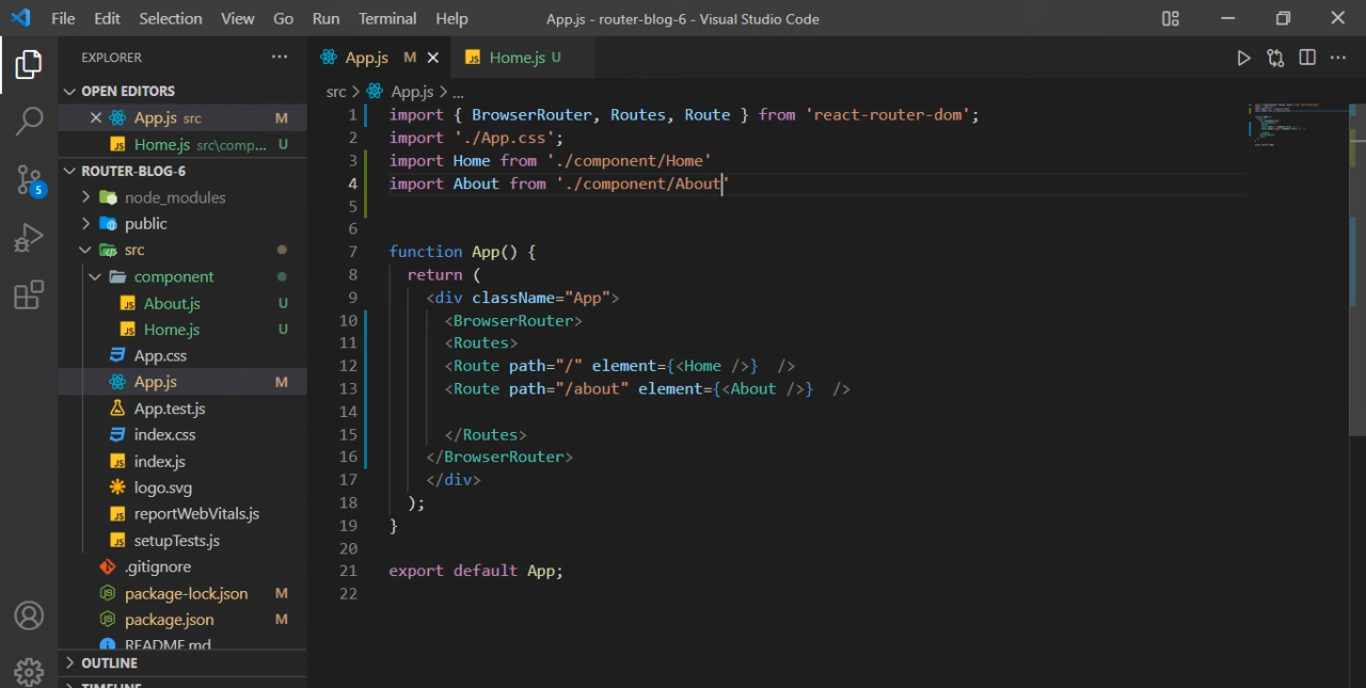 File Edit Selection View Go Run Terminal Help App.js - router-blog-6 - Visual Studio Code
EXPLORER ...
OPEN EDITORS
App.js src M
Home.js src\comp... U
ROUTER-BLOG-6
node_modules
public
src
component
About.js U
Home.js U
App.css
App.js M
App.test.js
index.css
index.js
logo.svg
reportWebVitals.js
setupTests.js
.gitignore
package-lock.json M
package.json M
README.md
OUTLINE
TIMELINE
5
App.js M Home.js U
src > App.js > ...
1 import { BrowserRouter, Routes, Route } from 'react-router-dom';
2 import './App.css';
3 import Home from './component/Home'
4 import About from './component/About'
5
6
7 function App() {
8 return (
9 <div className="App">
10 <BrowserRouter>
11 <Routes>
12 <Route path="/" element={<Home />} />
13 <Route path="/about" element={<About />} />
14
15 </Routes>
16 </BrowserRouter>
17 </div>
18 );
19 }
20
21 export default App;
22